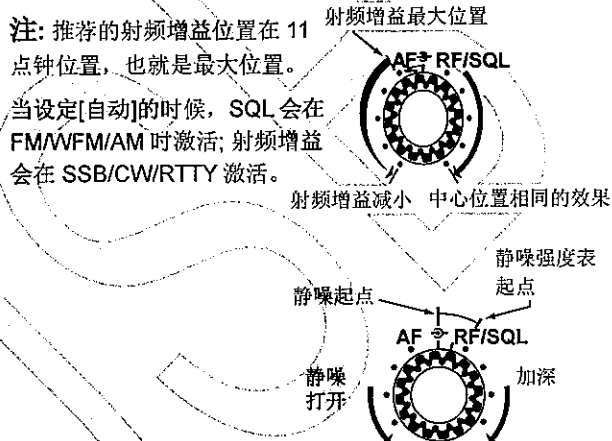 注: 推荐的射频增益位置在 11
点钟位置，也就是最大位置。
当设定[自动]的时候，SQL 会在
FM/WFM/AM 时激活; 射频增益
会在 SSB/CW/RTTY 激活。
射频增益最大位置
AF RF/SQL
射频增益减小 中心位置相同的效果
静噪强度表
起点
静噪起点
AF RF/SQL
静噪
打开
加深